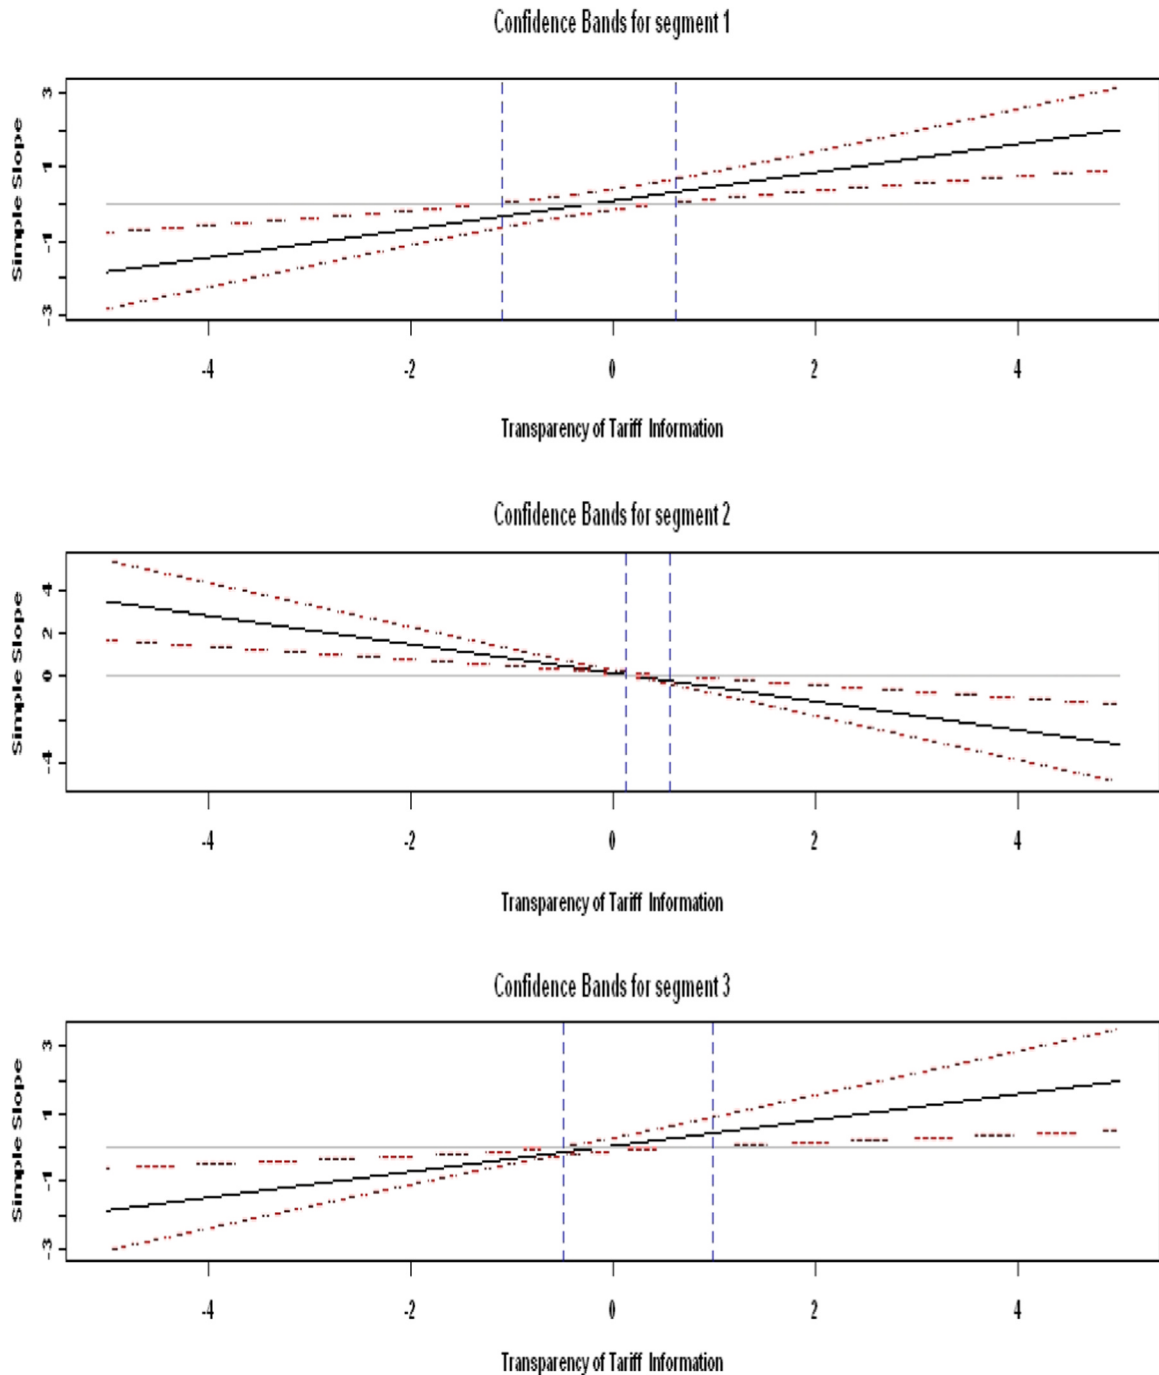 Confidence Bands for segment 1
Simple Slope
3
1
-1
-3
-4 -2 0 2 4
Transparency of Tariff Information
Confidence Bands for segment 2
Simple Slope
4
2
0
-4
-4 -2 0 2 4
Transparency of Tariff Information
Confidence Bands for segment 3
Simple Slope
3
1
-1
-3
-4 -2 0 2 4
Transparency of Tariff Information